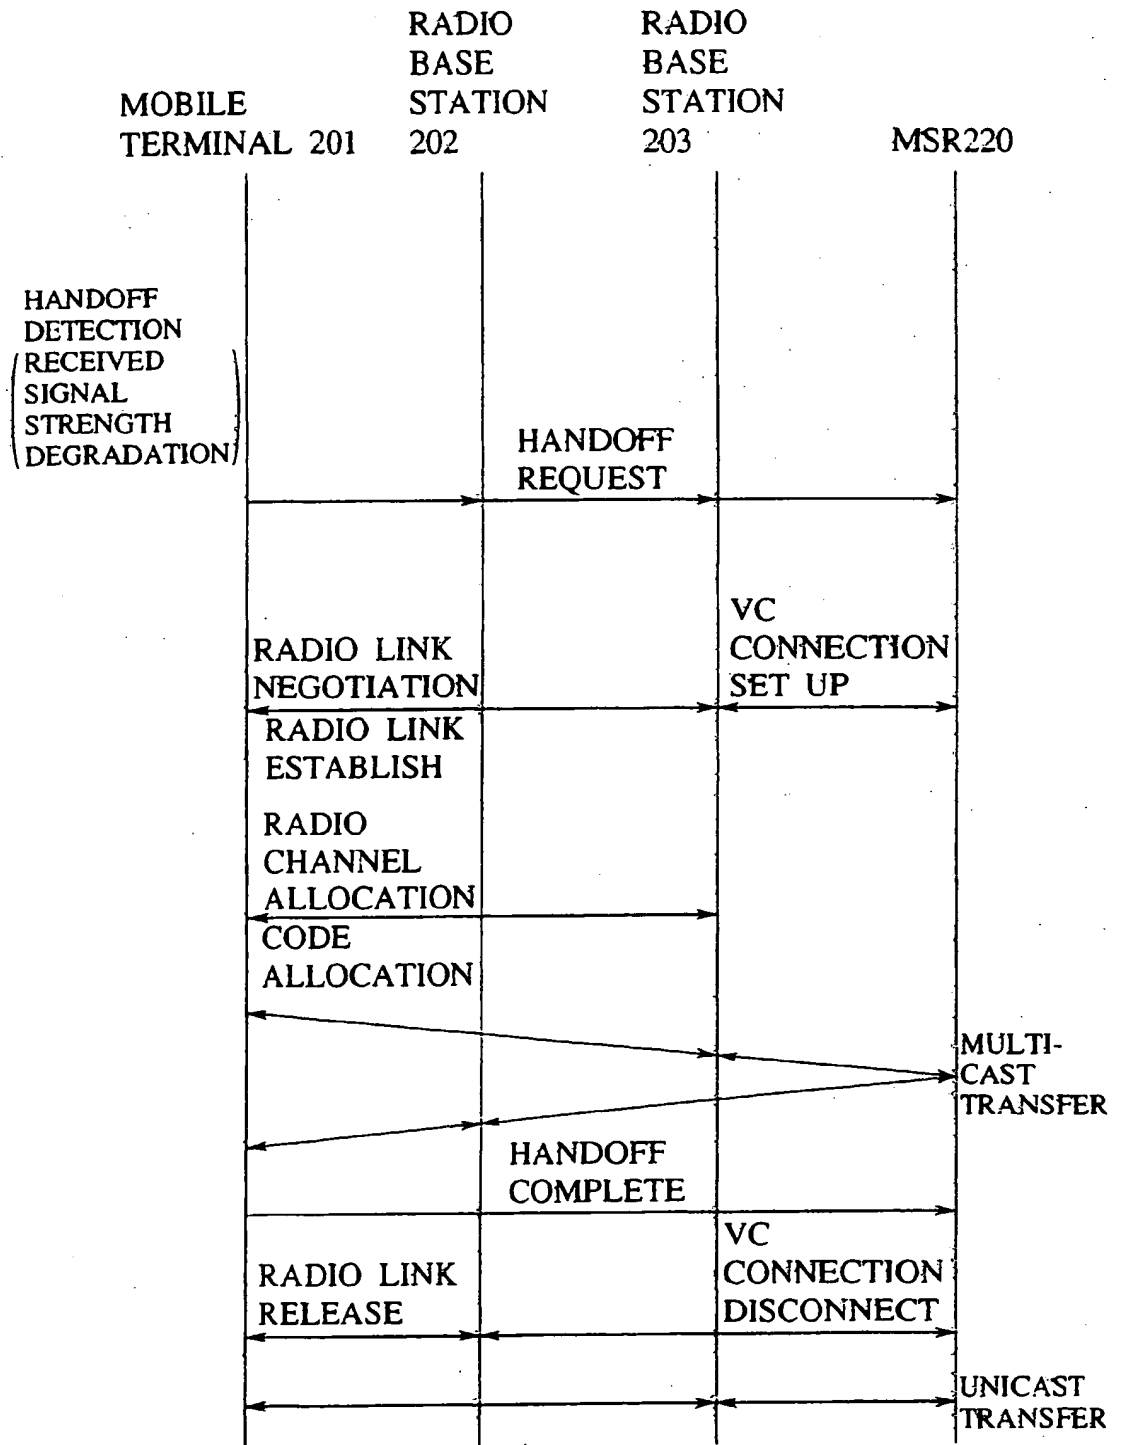 MOBILE
TERMINAL 201
RADIO
BASE
STATION
202
RADIO
BASE
STATION
203
MSR220
HANDOFF
DETECTION
RECEIVED
SIGNAL
STRENGTH
DEGRADATION
HANDOFF
REQUEST
RADIO LINK
NEGOTIATION
VC
CONNECTION
SET UP
RADIO LINK
ESTABLISH
RADIO
CHANNEL
ALLOCATION
CODE
ALLOCATION
MULTI-
CAST
TRANSFER
HANDOFF
COMPLETE
RADIO LINK
RELEASE
VC
CONNECTION
DISCONNECT
UNICAST
TRANSFER